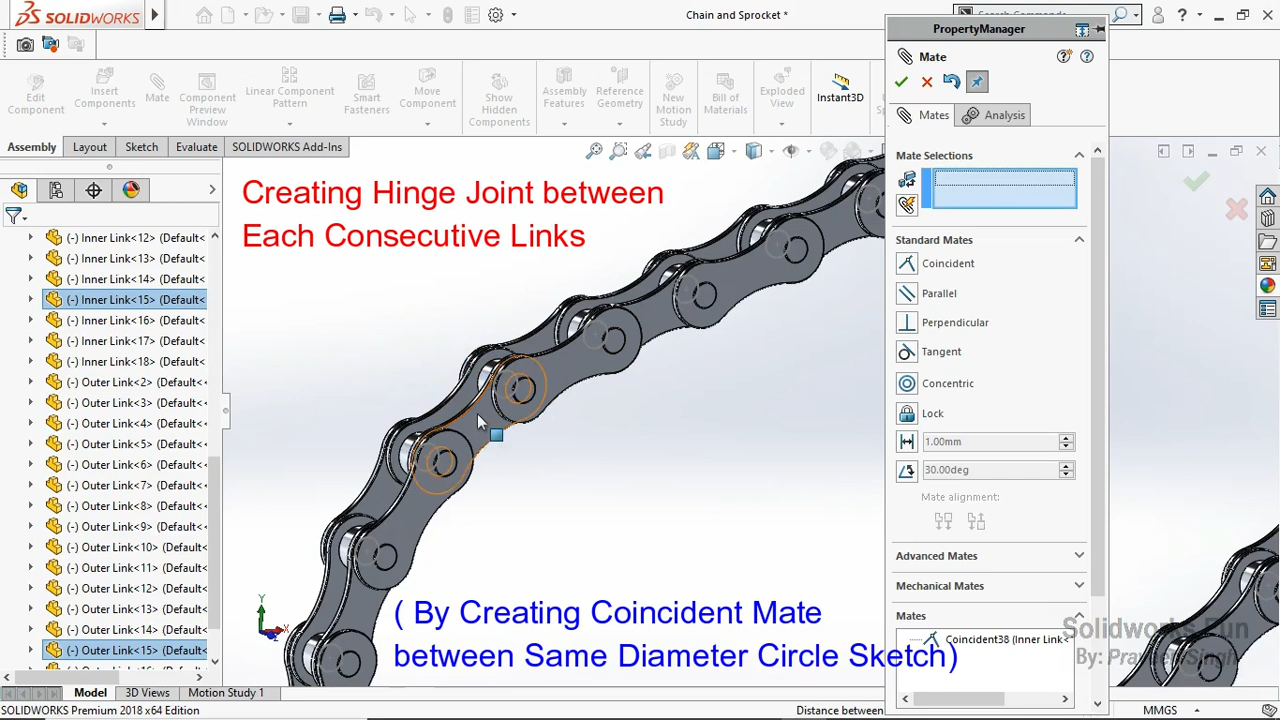 SOLIDWORKS
Chain and Sprocket *
Search Commands
?
Edit
Component
Insert
Components
Mate
Component
Preview
Window
Linear Component
Pattern
Smart
Fasteners
Move
Component
Show
Hidden
Components
Assembly
Features
Reference
Geometry
New
Motion
Study
Bill of
Materials
Exploded
View
Instant3D
Assembly
Layout
Sketch
Evaluate
SOLIDWORKS Add-Ins
(-) Inner Link<12> (Default<
(-) Inner Link<13> (Default<
(-) Inner Link<14> (Default<
(-) Inner Link<15> (Default<
(-) Inner Link<16> (Default<
(-) Inner Link<17> (Default<
(-) Inner Link<18> (Default<
(-) Outer Link<2> (Default<
(-) Outer Link<3> (Default<
(-) Outer Link<4> (Default<
(-) Outer Link<5> (Default<
(-) Outer Link<6> (Default<
(-) Outer Link<7> (Default<
(-) Outer Link<8> (Default<
(-) Outer Link<9> (Default<
(-) Outer Link<10> (Default<
(-) Outer Link<11> (Default<
(-) Outer Link<12> (Default<
(-) Outer Link<13> (Default<
(-) Outer Link<14> (Default<
(-) Outer Link<15> (Default<
Creating Hinge Joint between
Each Consecutive Links
( By Creating Coincident Mate
between Same Diameter Circle Sketch)
Y
X
Z
PropertyManager
Mate
Mates
Analysis
Mate Selections
Standard Mates
Coincident
Parallel
Perpendicular
Tangent
Concentric
Lock
1.00mm
30.00deg
Mate alignment:
Advanced Mates
Mechanical Mates
Mates
Coincident38 (Inner Link<
Solidworks Fun
By: Praveen Singh
Model
3D Views
Motion Study 1
SOLIDWORKS Premium 2018 x64 Edition
Distance between
MMGS